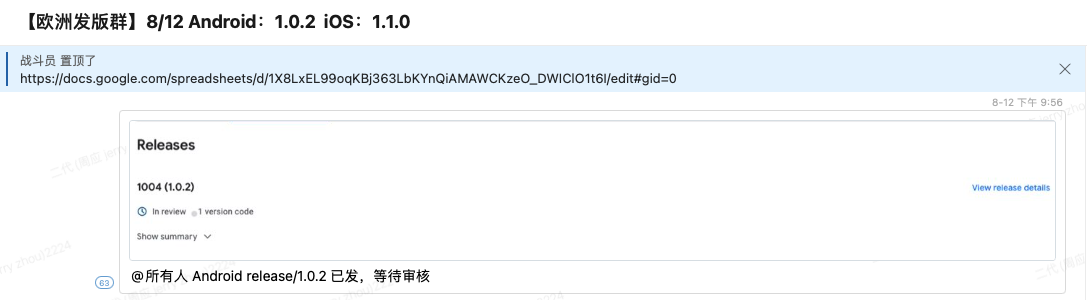 【欧洲发版群】8/12 Android：1.0.2 iOS：1.1.0
战斗员 置顶了
https://docs.google.com/spreadsheets/d/1X8LxEL99oqKBj363LbKYnQiAMAWCKzeO_DWIClO1t6I/edit#gid=0
8-12 下午 9:56
Releases
1004 (1.0.2)
View release details
In review 1 version code
Show summary
63
@所有人 Android release/1.0.2 已发，等待审核